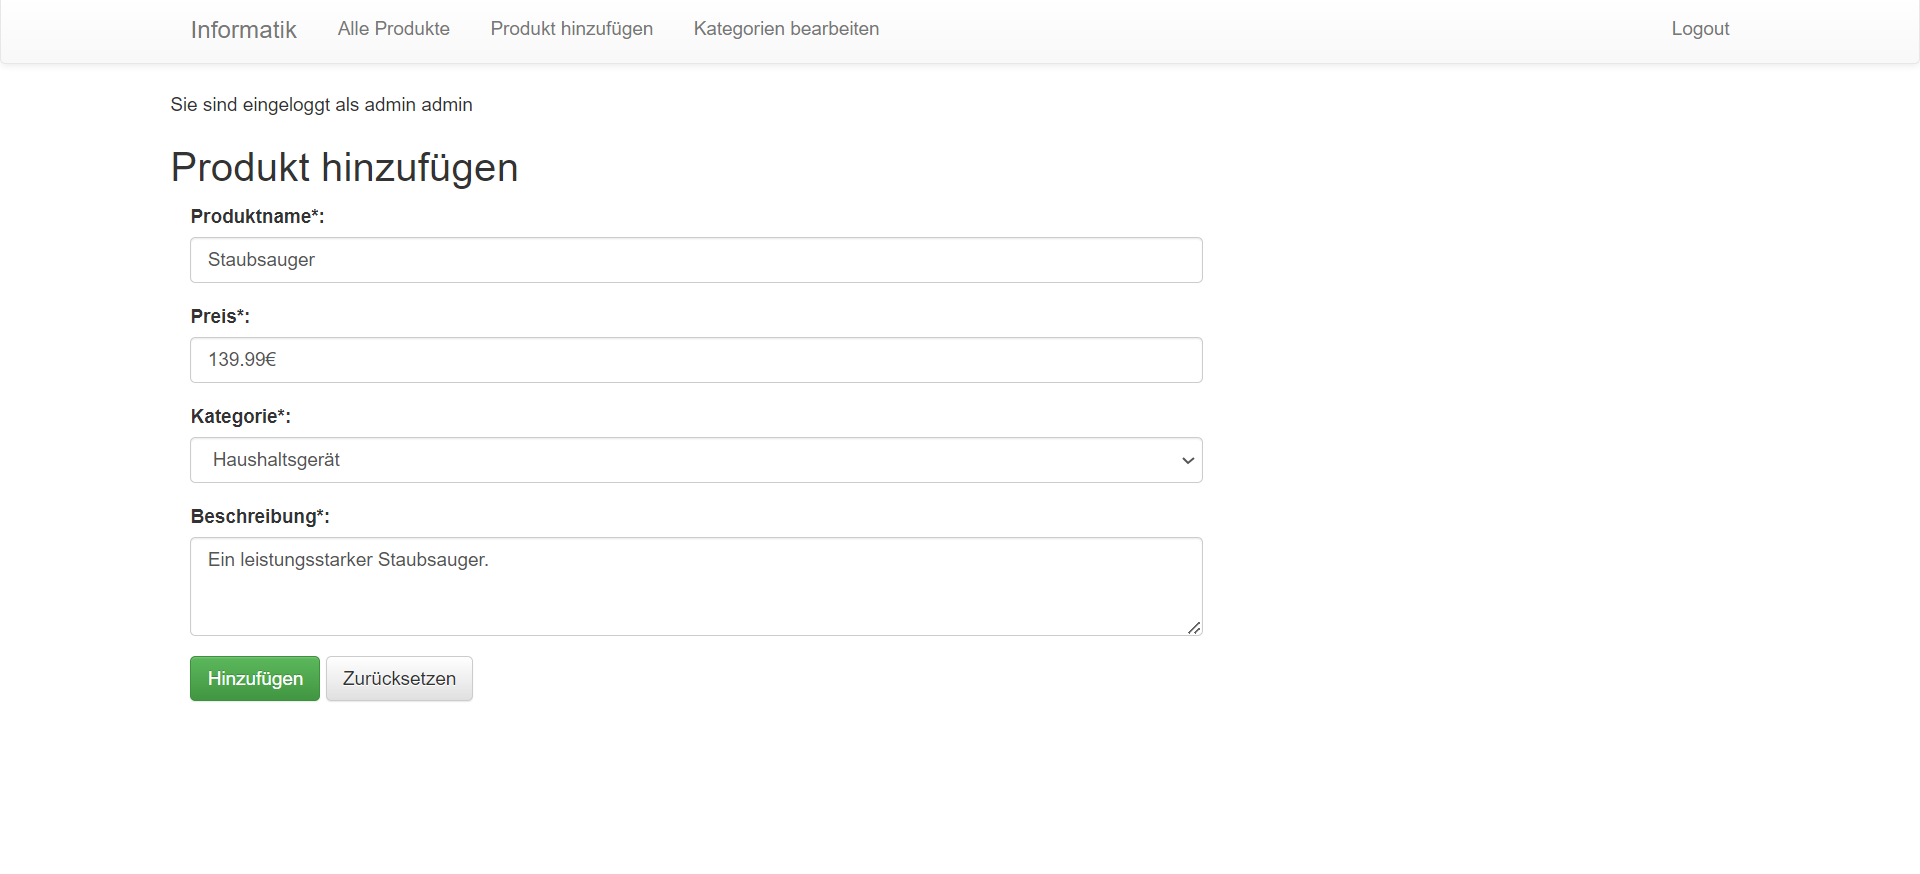 Informatik Alle Produkte Produkt hinzufügen Kategorien bearbeiten Logout
Sie sind eingeloggt als admin admin
Produkt hinzufügen
Produktname*:
Staubsauger
Preis*:
139.99€
Kategorie*:
Haushaltsgerät
Beschreibung*:
Ein leistungsstarker Staubsauger.
Hinzufügen Zurücksetzen